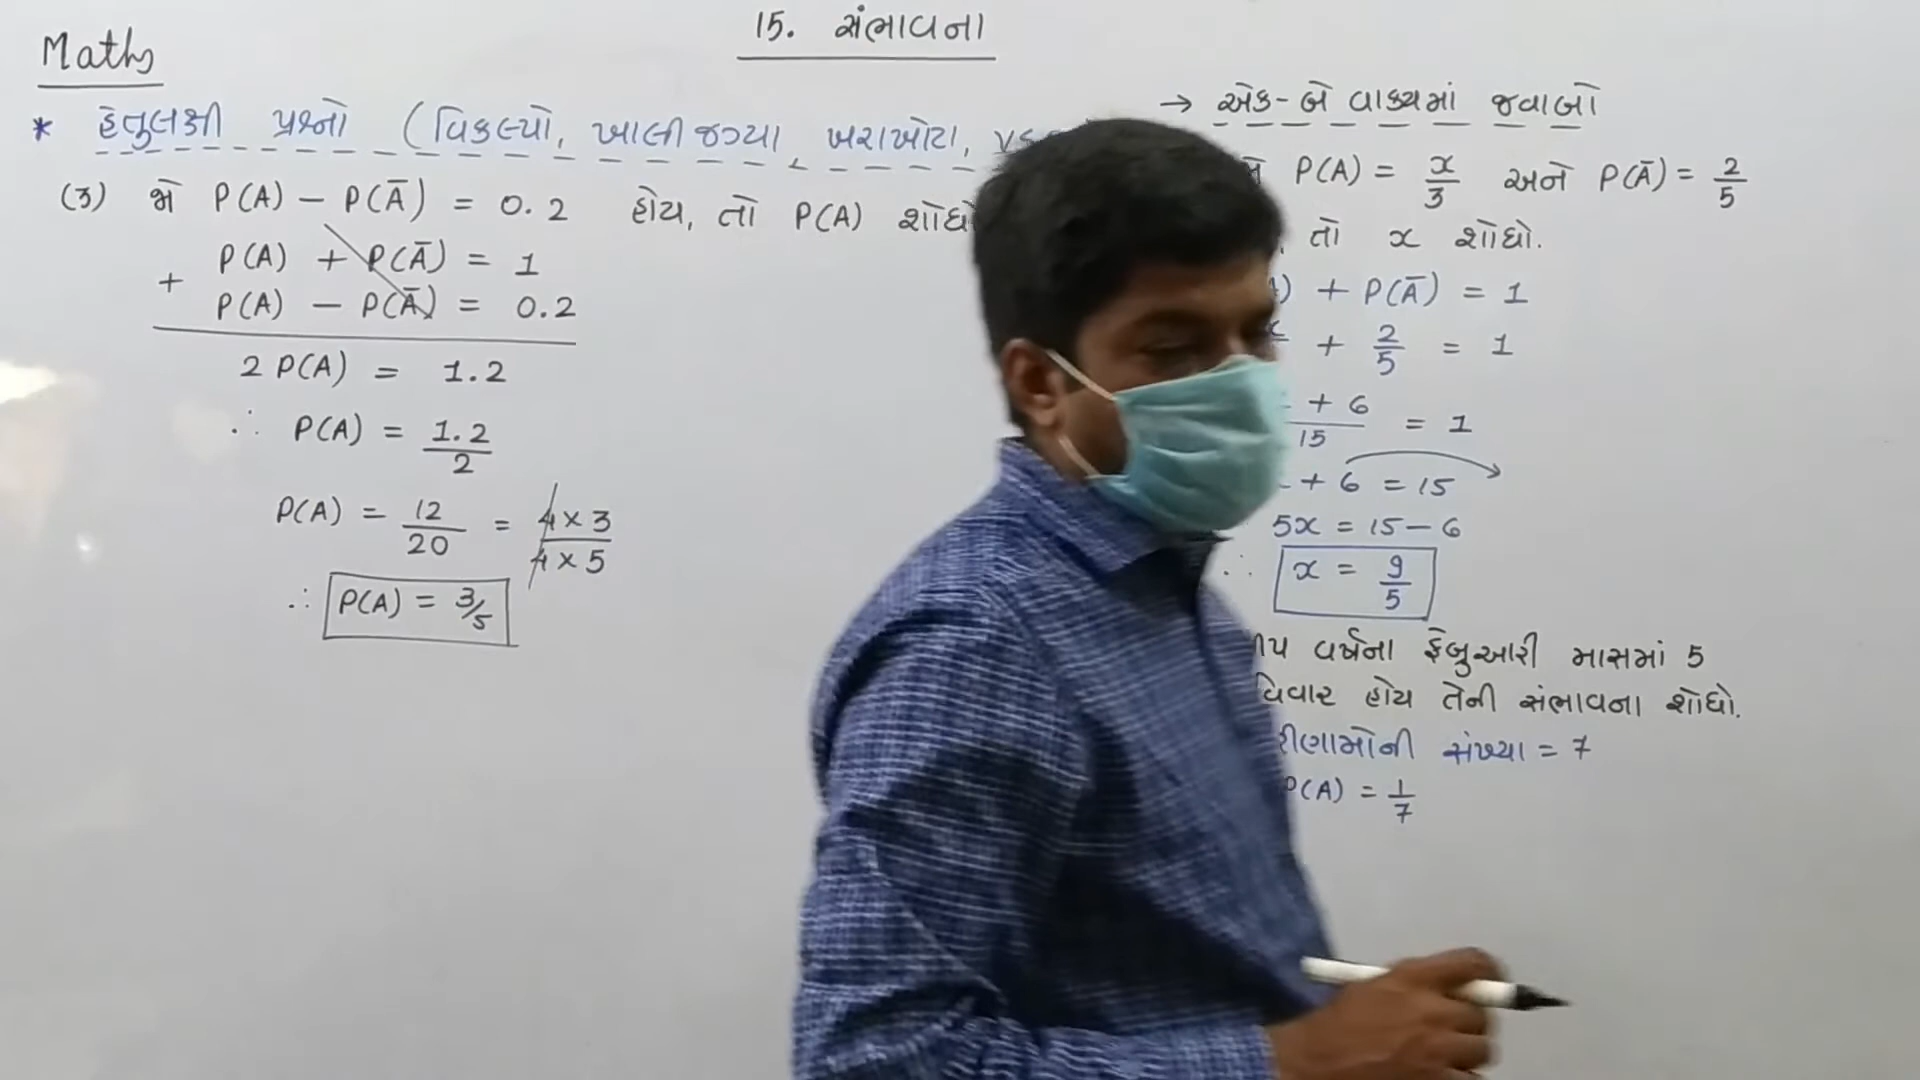 Maths
15. સંભાવના
* હેતુલક્ષી પ્રશ્નો (વિકલ્પો, ખાલી જગ્યા, ખરાખોટા,
(૩) જો P(A) – P(Ā) = 0.2 હોય, તો P(A) શોધો
P(A) + P(Ā) = 1
+
P(A) – P(Ā) = 0.2
2 P(A) = 1.2
∴ P(A) = 1.2/2
P(A) = 12/20 = 4×3/4×5
∴ P(A) = 3/5
→ એક-બે વાક્યમાં જવાબો
P(A) = x/3 અને P(Ā) = 2/5
તો x શોધો.
+ P(Ā) = 1
+ 2/5 = 1
+ 6/15 = 1
+ 6 = 15
5x = 15 – 6
∴ x = 9/5
વર્ષના ફેબ્રુઆરી માસમાં 5
હોય તેની સંભાવના શોધો.
સંખ્યા = 7
P(A) = 1/7